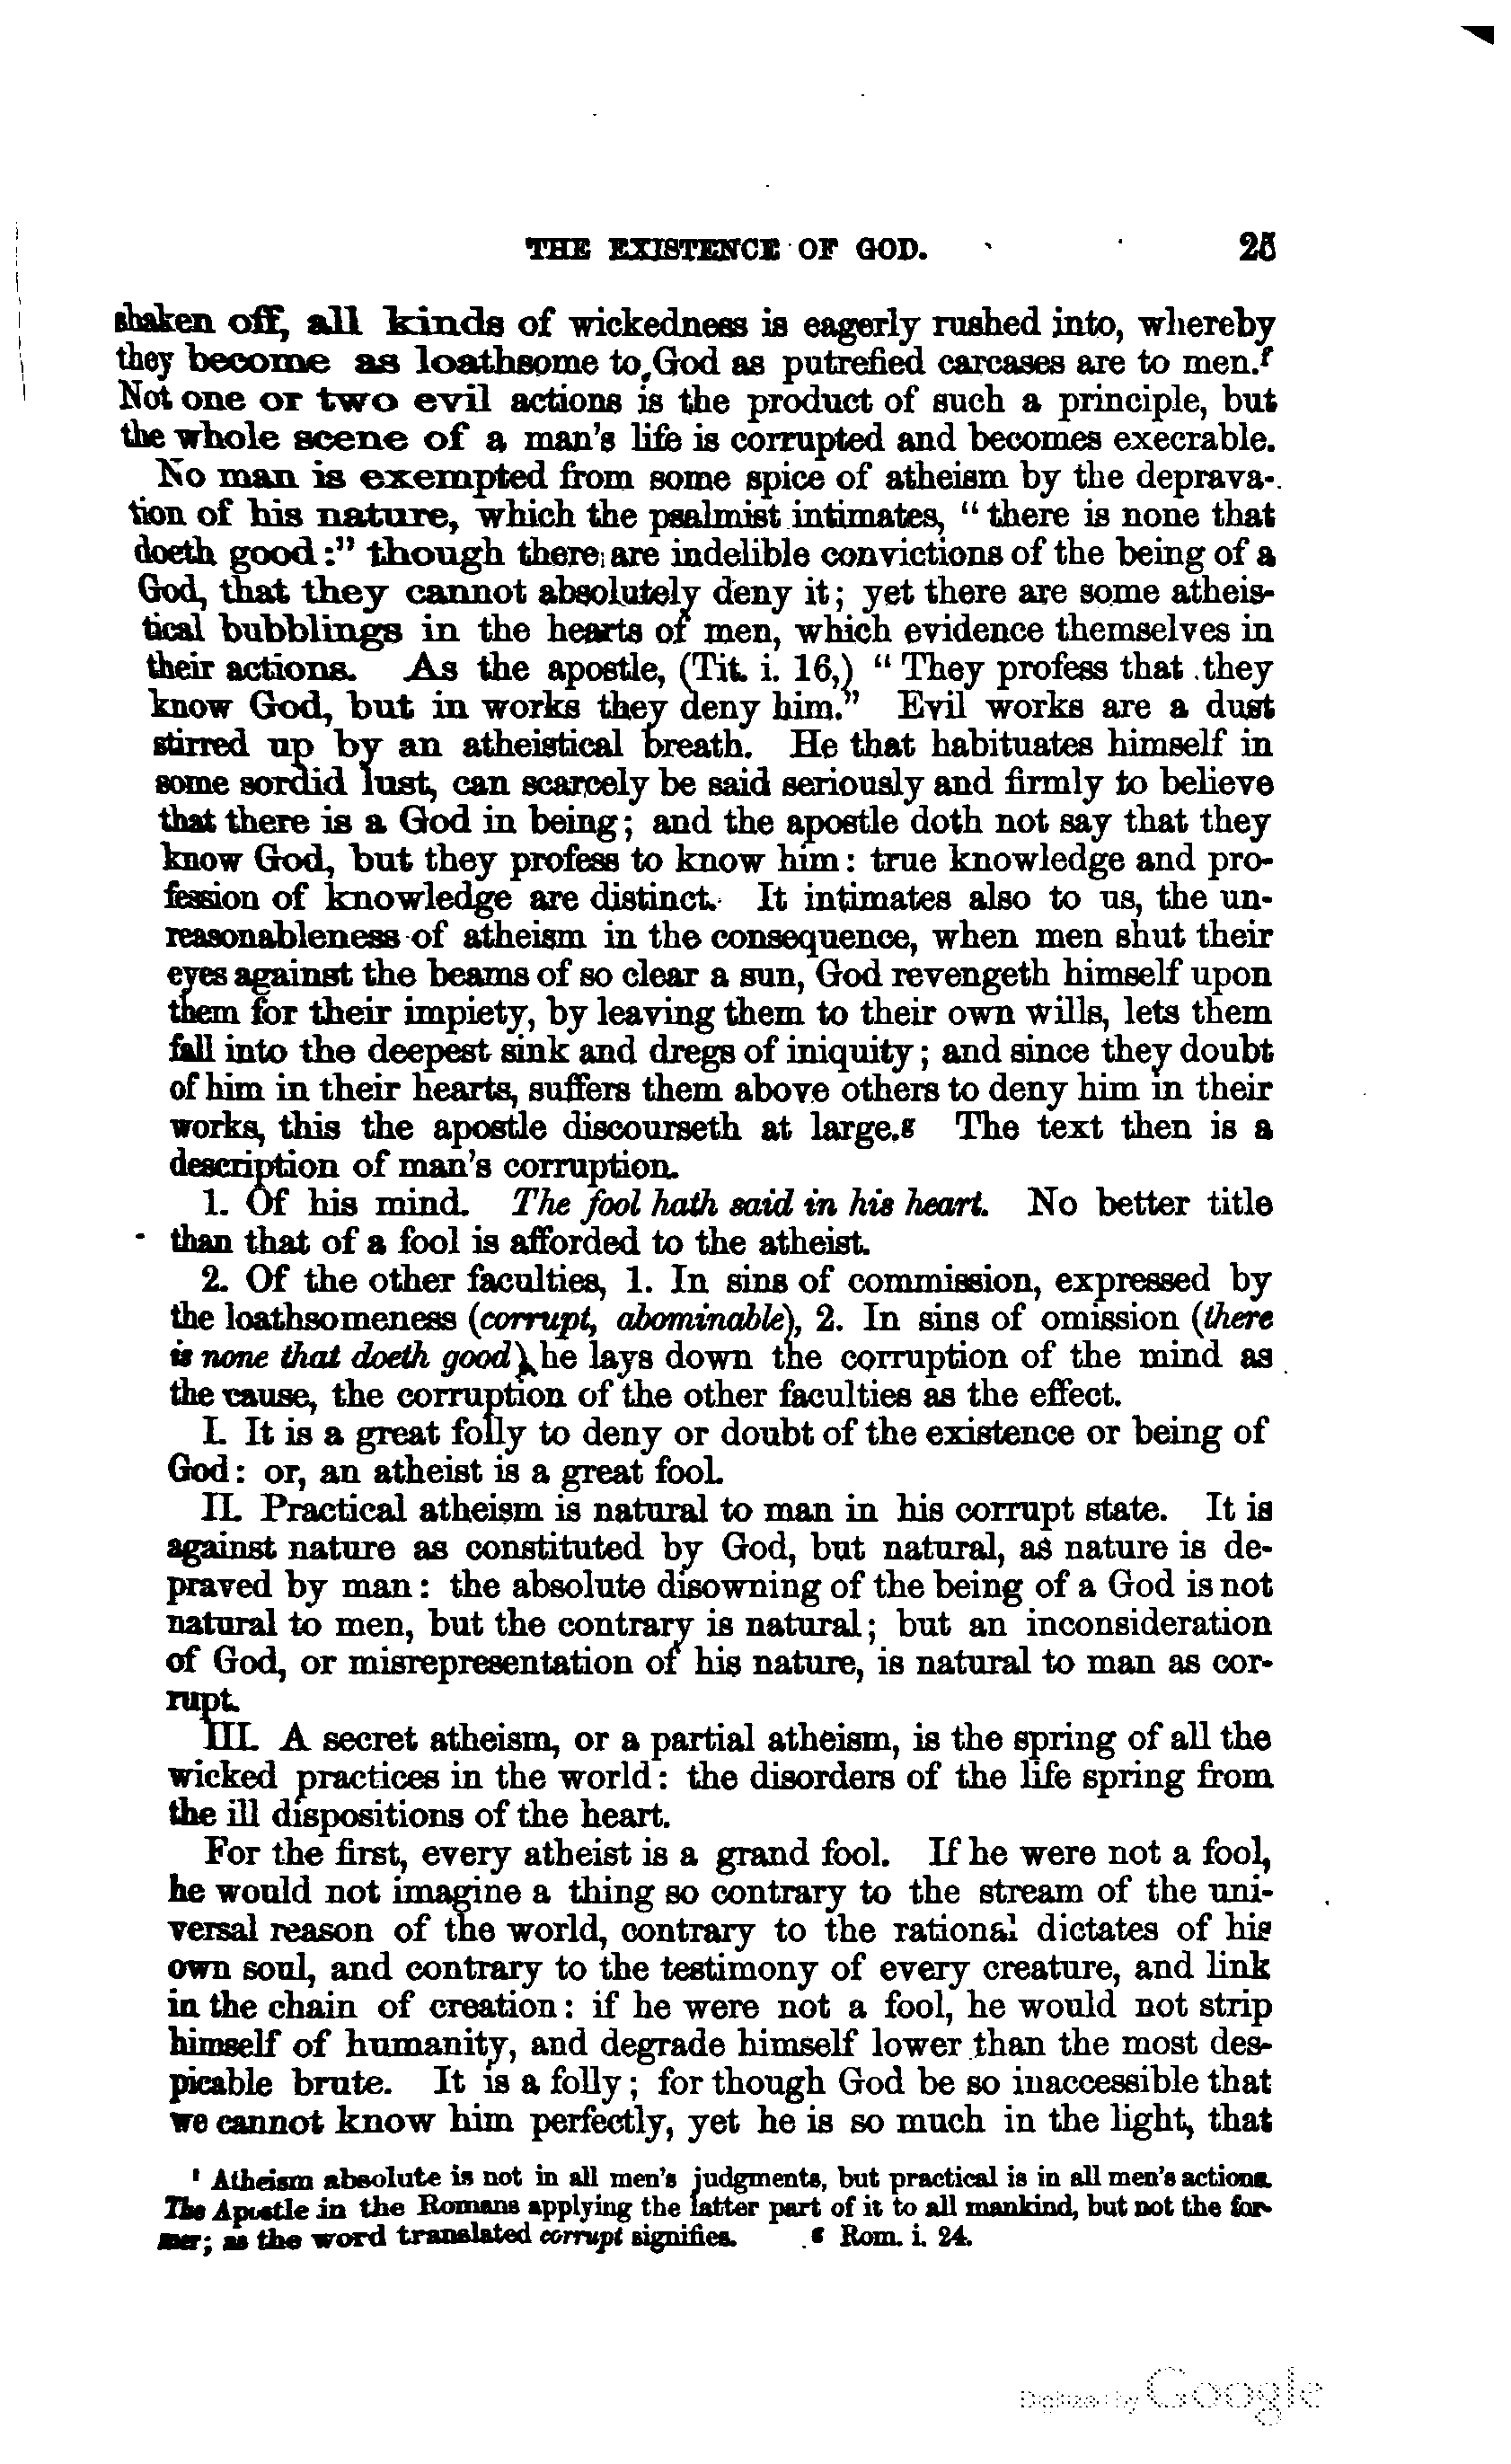 THE EXISTENCE OF GOD. 25
shaken off, all kinds of wickedness is eagerly rushed into, whereby
they become as loathsome to God as putrefied carcases are to men.f
Not one or two evil actions is the product of such a principle, but
the whole scene of a man's life is corrupted and becomes execrable.
No man is exempted from some spice of atheism by the deprava-
tion of his nature, which the psalmist intimates, “ there is none that
doeth good :” though there are indelible convictions of the being of a
God, that they cannot absolutely deny it; yet there are some atheis-
tical bubblings in the hearts of men, which evidence themselves in
their actions. As the apostle, (Tit. i. 16,) “ They profess that they
know God, but in works they deny him.” Evil works are a dust
stirred up by an atheistical breath. He that habituates himself in
some sordid lust, can scarcely be said seriously and firmly to believe
that there is a God in being; and the apostle doth not say that they
know God, but they profess to know him: true knowledge and pro-
fession of knowledge are distinct. It intimates also to us, the un-
reasonableness of atheism in the consequence, when men shut their
eyes against the beams of so clear a sun, God revengeth himself upon
them for their impiety, by leaving them to their own wills, lets them
fall into the deepest sink and dregs of iniquity; and since they doubt
of him in their hearts, suffers them above others to deny him in their
works, this the apostle discourseth at large.g The text then is a
description of man's corruption.
1. Of his mind. The fool hath said in his heart. No better title
than that of a fool is afforded to the atheist.
2. Of the other faculties, 1. In sins of commission, expressed by
the loathsomeness (corrupt, abominable), 2. In sins of omission (there
is none that doeth good) he lays down the corruption of the mind as
the cause, the corruption of the other faculties as the effect.
I. It is a great folly to deny or doubt of the existence or being of
God: or, an atheist is a great fool.
II. Practical atheism is natural to man in his corrupt state. It is
against nature as constituted by God, but natural, as nature is de-
praved by man: the absolute disowning of the being of a God is not
natural to men, but the contrary is natural; but an inconsideration
of God, or misrepresentation of his nature, is natural to man as cor-
rupt.
III. A secret atheism, or a partial atheism, is the spring of all the
wicked practices in the world: the disorders of the life spring from
the ill dispositions of the heart.
For the first, every atheist is a grand fool. If he were not a fool,
he would not imagine a thing so contrary to the stream of the uni-
versal reason of the world, contrary to the rational dictates of his
own soul, and contrary to the testimony of every creature, and link
in the chain of creation: if he were not a fool, he would not strip
himself of humanity, and degrade himself lower than the most des-
picable brute. It is a folly; for though God be so inaccessible that
we cannot know him perfectly, yet he is so much in the light, that
f Atheism absolute is not in all men's judgments, but practical is in all men's actions.
The Apostle in the Romans applying the latter part of it to all mankind, but not the for-
mer; as the word translated corrupt signifies. g Rom. i. 24.
Digitized by Google